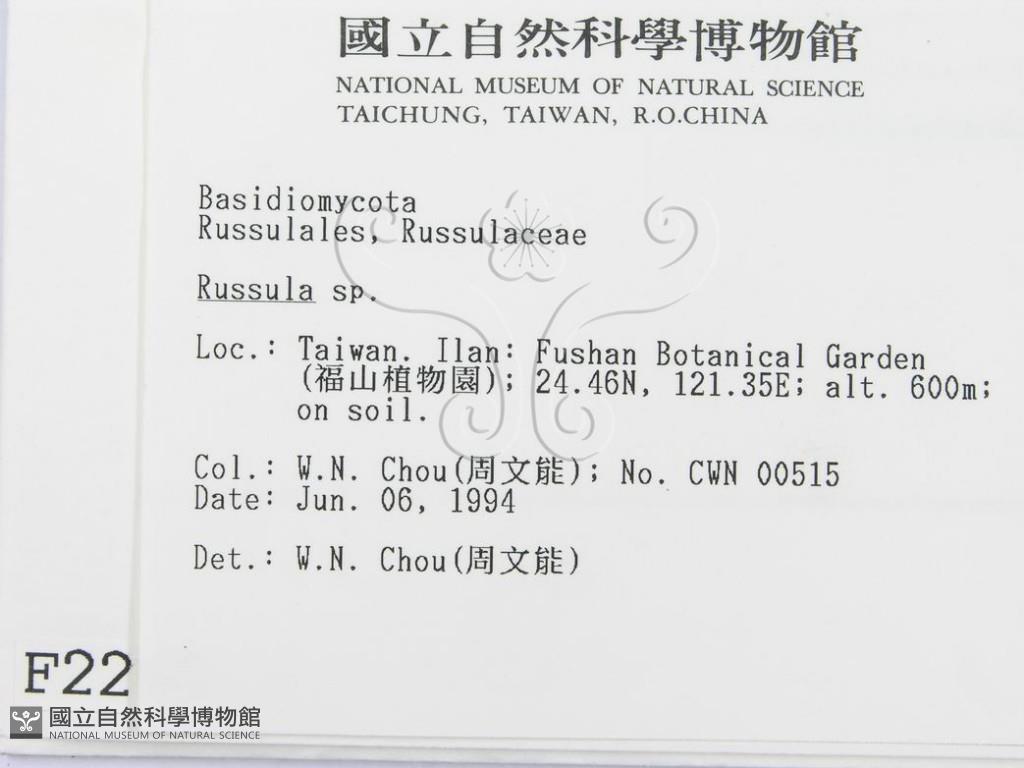 國立自然科學博物館
NATIONAL MUSEUM OF NATURAL SCIENCE
TAICHUNG, TAIWAN, R.O.CHINA
Basidiomycota
Russulales, Russulaceae
Russula sp.
Loc.: Taiwan. Ilan: Fushan Botanical Garden
(福山植物園); 24.46N, 121.35E; alt. 600m;
on soil.
Col.: W.N. Chou(周文能); No. CWN 00515
Date: Jun. 06, 1994
Det.: W.N. Chou(周文能)
F22
國立自然科學博物館
NATIONAL MUSEUM OF NATURAL SCIENCE